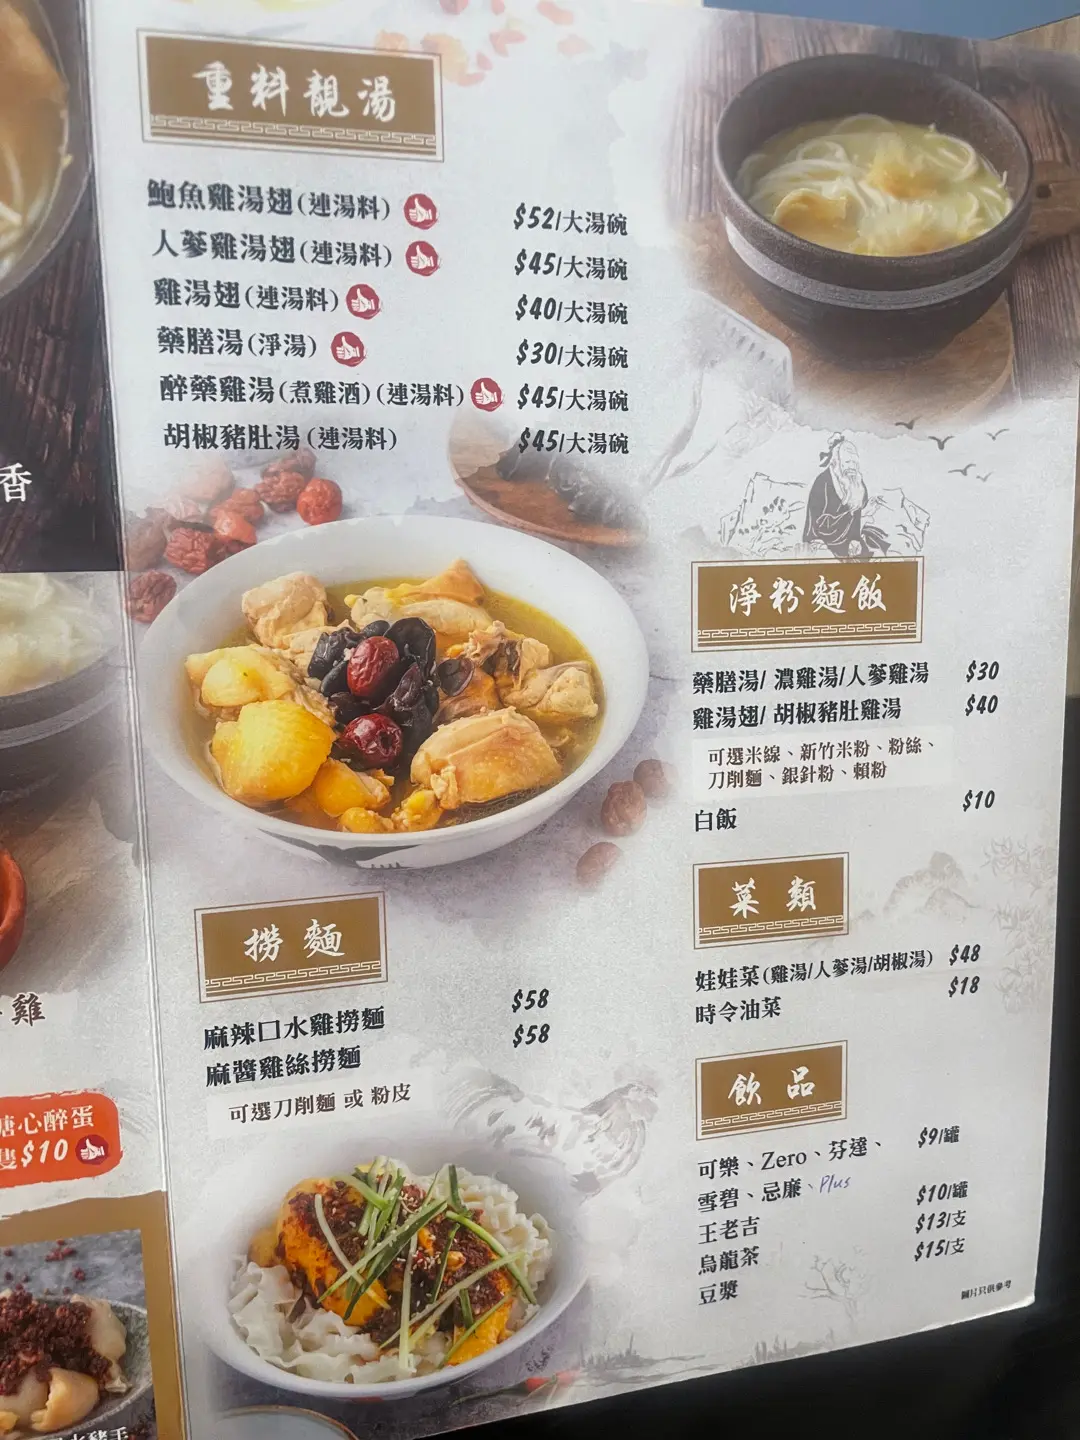 重料靚湯
鮑魚雞湯翅(連湯料) $52/大湯碗
人蔘雞湯翅(連湯料) $45/大湯碗
雞湯翅(連湯料) $40/大湯碗
藥膳湯(淨湯) $30/大湯碗
醉藥雞湯(煮雞酒)(連湯料) $45/大湯碗
胡椒豬肚湯(連湯料) $45/大湯碗
香
雞
糖心醉蛋
隻$10
撈麵
麻辣口水雞撈麵 $58
麻醬雞絲撈麵 $58
可選刀削麵 或 粉皮
淨粉麵飯
藥膳湯/ 濃雞湯/人蔘雞湯 $30
雞湯翅/ 胡椒豬肚雞湯 $40
可選米線、新竹米粉、粉絲、
刀削麵、銀針粉、賴粉
白飯 $10
菜類
娃娃菜(雞湯/人蔘湯/胡椒湯) $48
時令油菜 $18
飲品
可樂、Zero、芬達、 $9/罐
雪碧、忌廉、Plus
王老吉 $10/罐
烏龍茶 $13/支
豆漿 $15/支
圖片只供參考